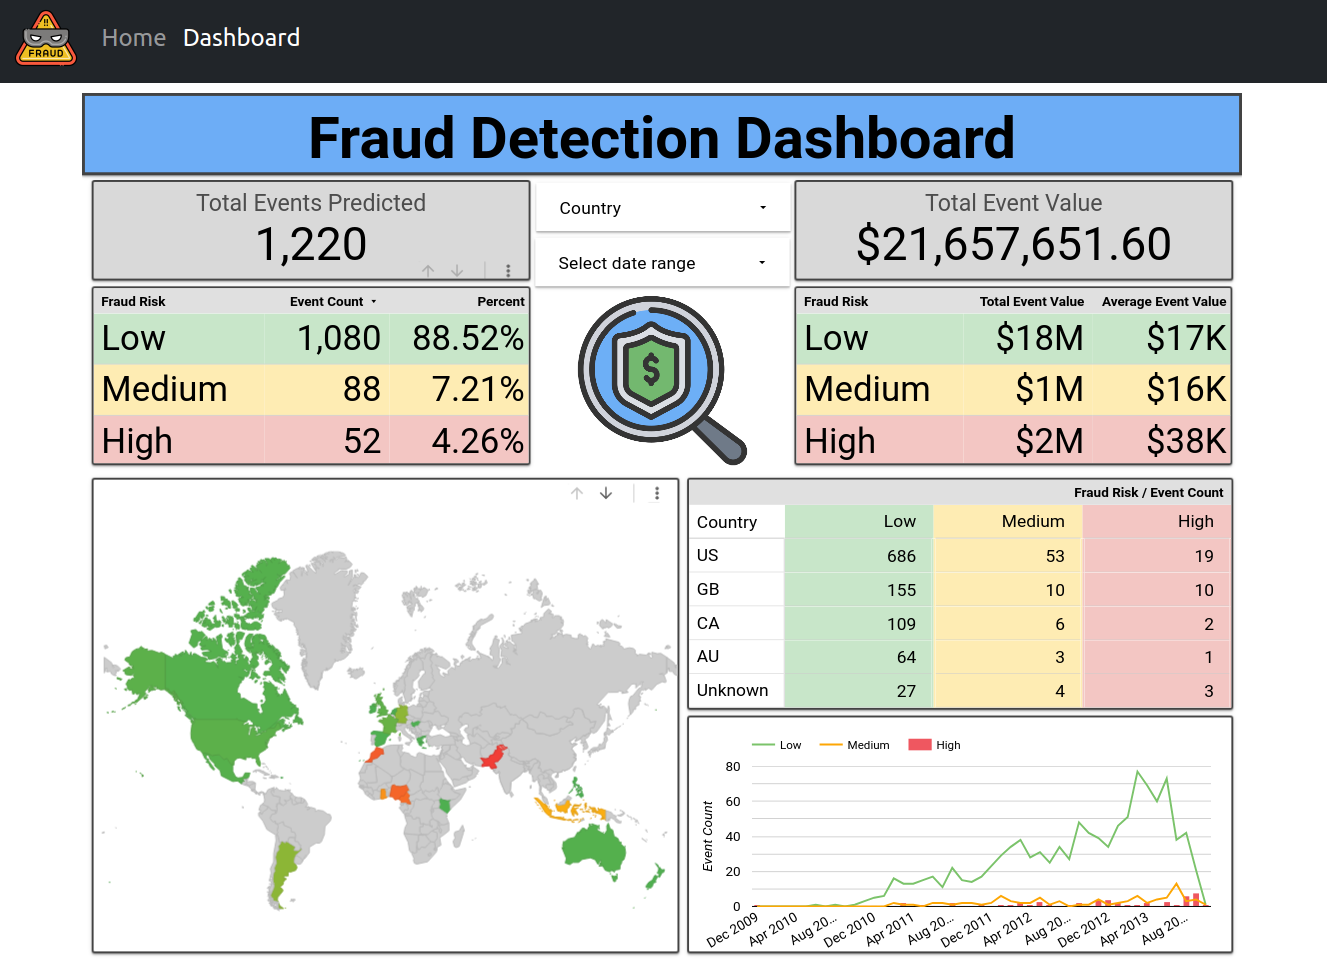 !!
FRAUD
Home Dashboard
Fraud Detection Dashboard
Total Events Predicted
1,220
Country
Select date range
Total Event Value
$21,657,651.60
Fraud Risk Event Count Percent
Low 1,080 88.52%
Medium 88 7.21%
High 52 4.26%
$
Fraud Risk Total Event Value Average Event Value
Low $18M $17K
Medium $1M $16K
High $2M $38K
Fraud Risk / Event Count
Country Low Medium High
US 686 53 19
GB 155 10 10
CA 109 6 2
AU 64 3 1
Unknown 27 4 3
Low Medium High
Event Count
80
60
40
20
0
Dec 2009 Apr 2010 Aug 20... Dec 2010 Apr 2011 Aug 20... Dec 2011 Apr 2012 Aug 20... Dec 2012 Apr 2013 Aug 20...